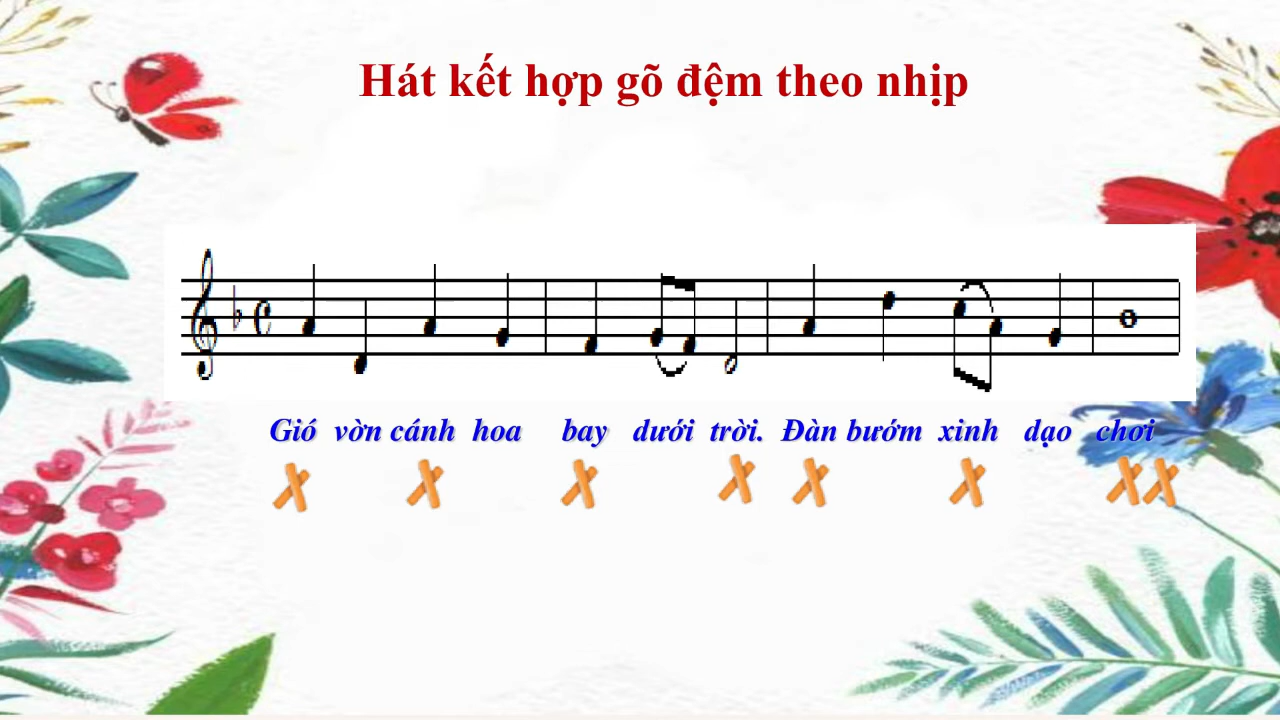 Hát kết hợp gõ đệm theo nhịp
Gió vờn cánh hoa bay dưới trời. Đàn bướm xinh dạo chơi